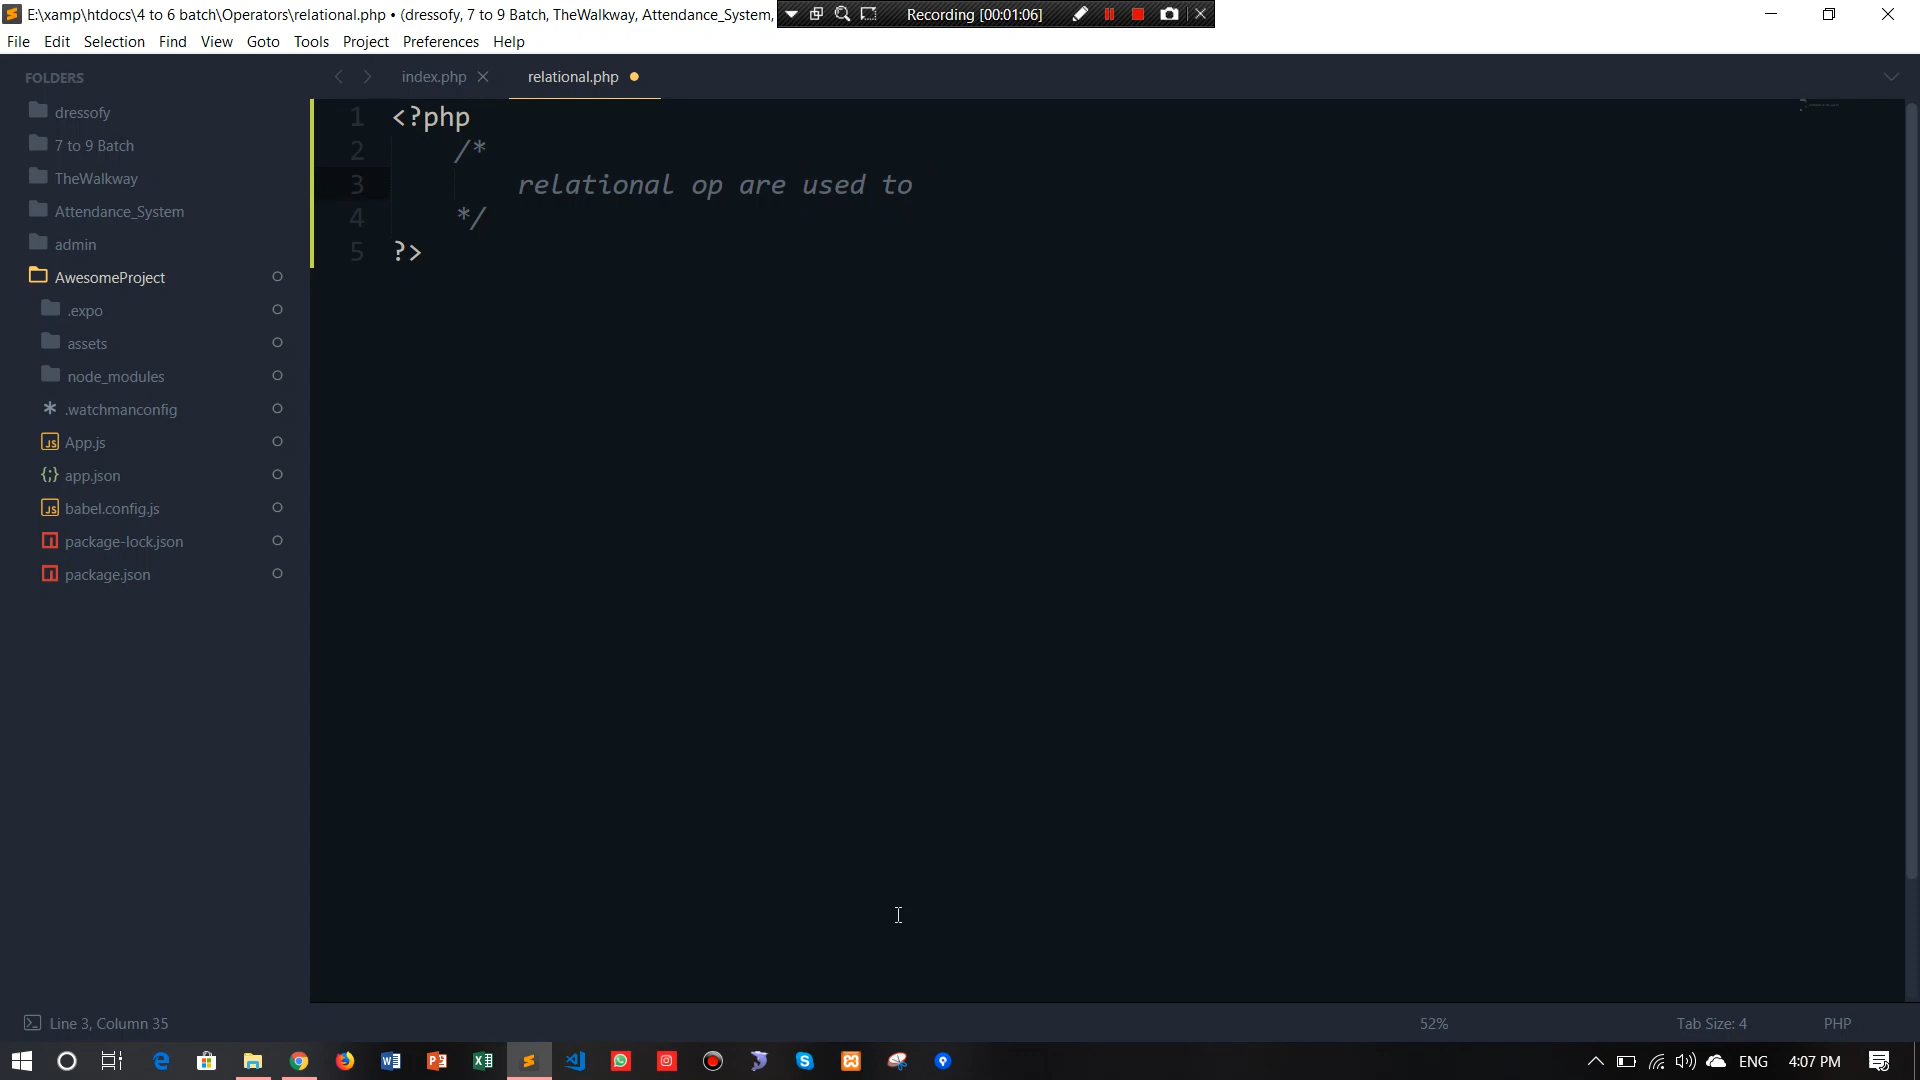 E:\xamp\htdocs\4 to 6 batch\Operators\relational.php • (dressofy, 7 to 9 Batch, TheWalkway, Attendance_System,
Recording [00:01:06]
File Edit Selection Find View Goto Tools Project Preferences Help
FOLDERS
dressofy
7 to 9 Batch
TheWalkway
Attendance_System
admin
AwesomeProject
.expo
assets
node_modules
.watchmanconfig
App.js
app.json
babel.config.js
package-lock.json
package.json
index.php
relational.php
1 <?php
2 /*
3 relational op are used to
4 */
5 ?>
Line 3, Column 35
52%
Tab Size: 4
PHP
ENG
4:07 PM